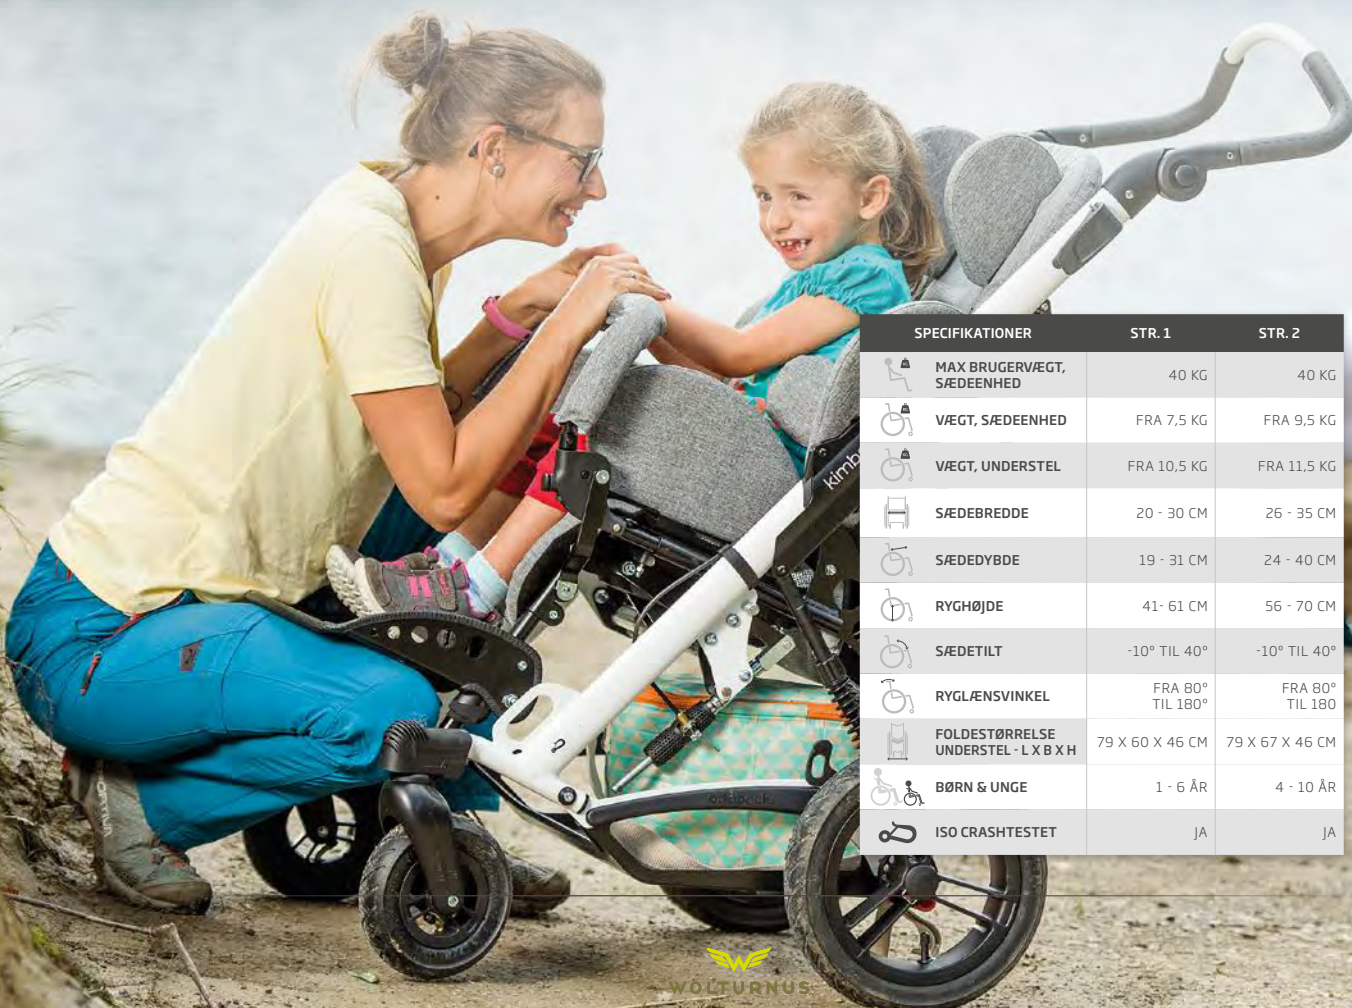 SPECIFIKATIONER STR. 1 STR. 2
MAX BRUGERVÆGT,
SÆDEENHED 40 KG 40 KG
VÆGT, SÆDEENHED FRA 7,5 KG FRA 9,5 KG
VÆGT, UNDERSTEL FRA 10,5 KG FRA 11,5 KG
SÆDEBREDDE 20 - 30 CM 26 - 35 CM
SÆDEDYBDE 19 - 31 CM 24 - 40 CM
RYGHØJDE 41- 61 CM 56 - 70 CM
SÆDETILT -10° TIL 40° -10° TIL 40°
RYGLÆNSVINKEL FRA 80° FRA 80°
TIL 180° TIL 180
FOLDESTØRRELSE
UNDERSTEL - L X B X H 79 X 60 X 46 CM 79 X 67 X 46 CM
BØRN & UNGE 1 - 6 ÅR 4 - 10 ÅR
ISO CRASHTESTET JA JA
kimb
ottobock
WOLTURNUS